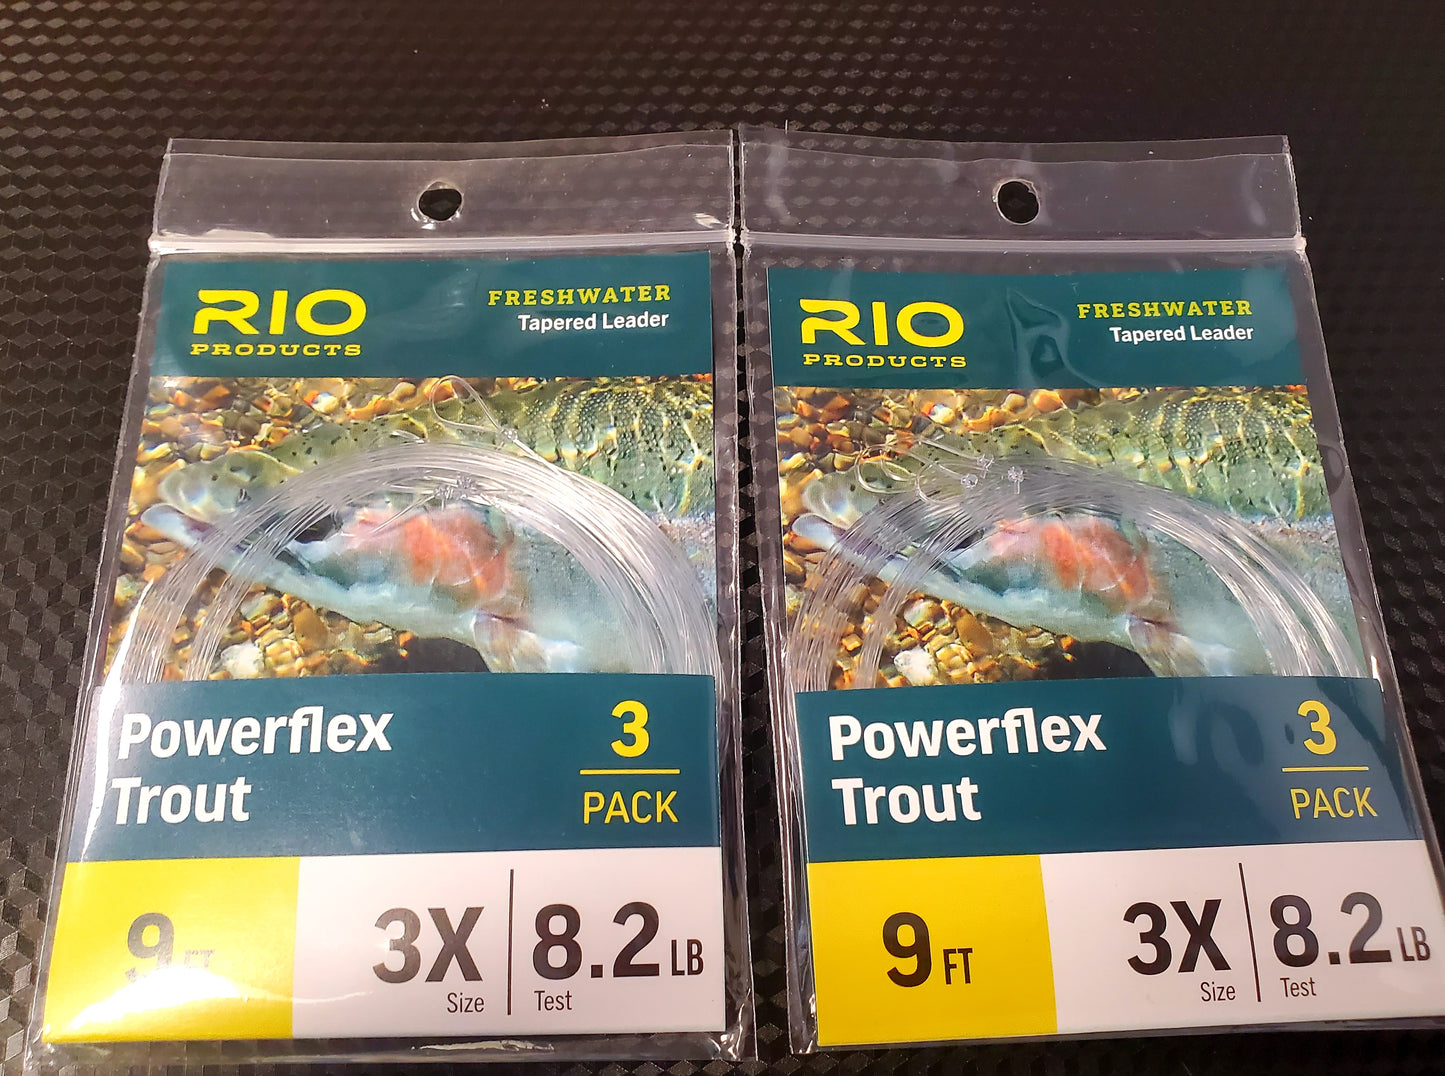 RIO
PRODUCTS
FRESHWATER
Tapered Leader
Powerflex
Trout
3
PACK
9 FT
3X
Size
8.2 LB
Test
RIO
PRODUCTS
FRESHWATER
Tapered Leader
Powerflex
Trout
3
PACK
9 FT
3X
Size
8.2 LB
Test